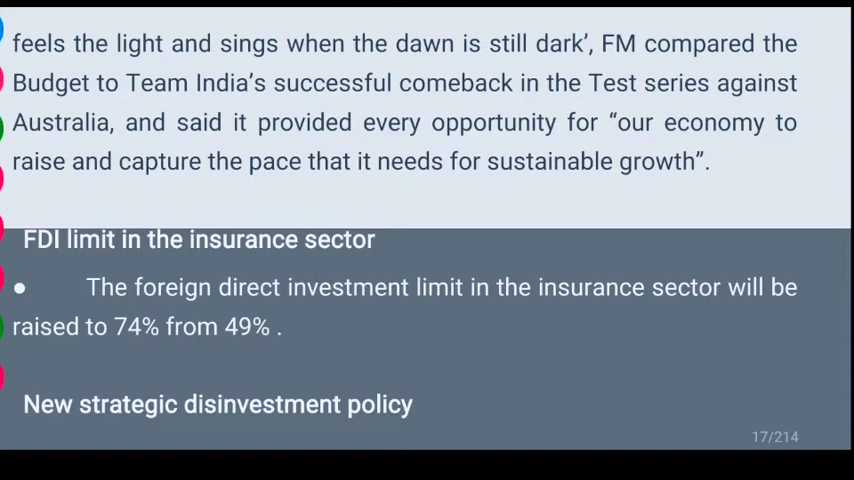 feels the light and sings when the dawn is still dark’, FM compared the
Budget to Team India’s successful comeback in the Test series against
Australia, and said it provided every opportunity for “our economy to
raise and capture the pace that it needs for sustainable growth”.
FDI limit in the insurance sector
● The foreign direct investment limit in the insurance sector will be
raised to 74% from 49% .
New strategic disinvestment policy
17/214